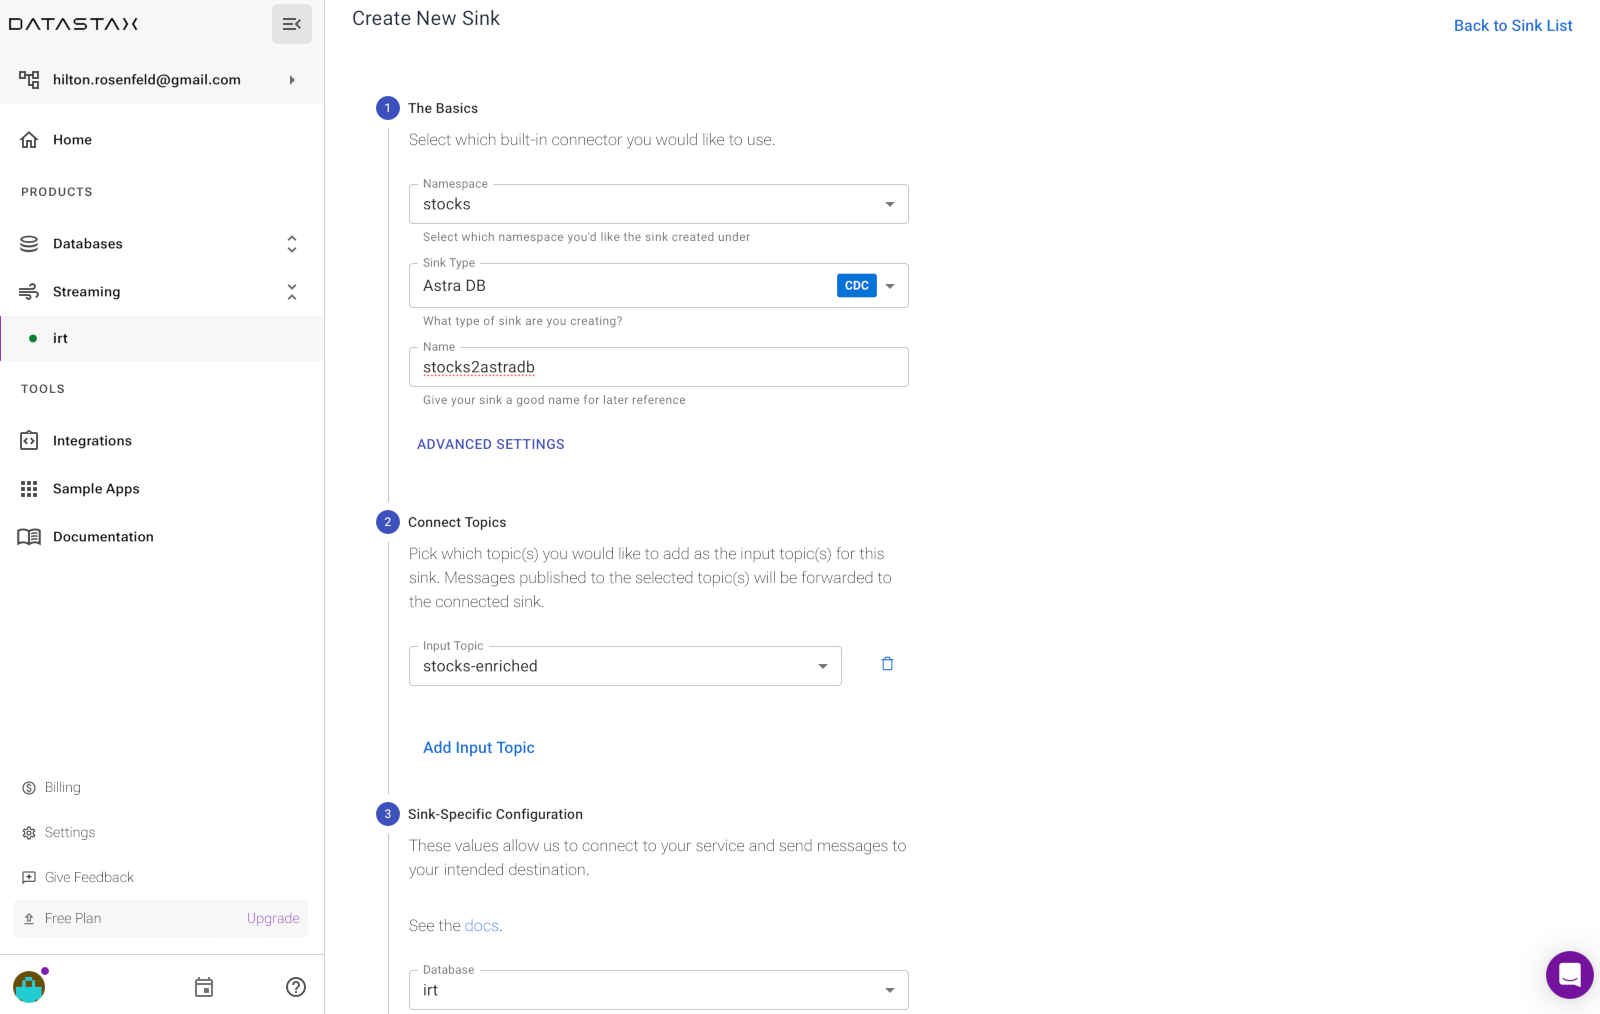 DATASTAX
hilton.rosenfeld@gmail.com
Home
PRODUCTS
Databases
Streaming
irt
TOOLS
Integrations
Sample Apps
Documentation
Billing
Settings
Give Feedback
Free Plan Upgrade
Create New Sink
Back to Sink List
1 The Basics
Select which built-in connector you would like to use.
Namespace
stocks
Select which namespace you'd like the sink created under
Sink Type
Astra DB CDC
What type of sink are you creating?
Name
stocks2astradb
Give your sink a good name for later reference
ADVANCED SETTINGS
2 Connect Topics
Pick which topic(s) you would like to add as the input topic(s) for this
sink. Messages published to the selected topic(s) will be forwarded to
the connected sink.
Input Topic
stocks-enriched
Add Input Topic
3 Sink-Specific Configuration
These values allow us to connect to your service and send messages to
your intended destination.
See the docs.
Database
irt